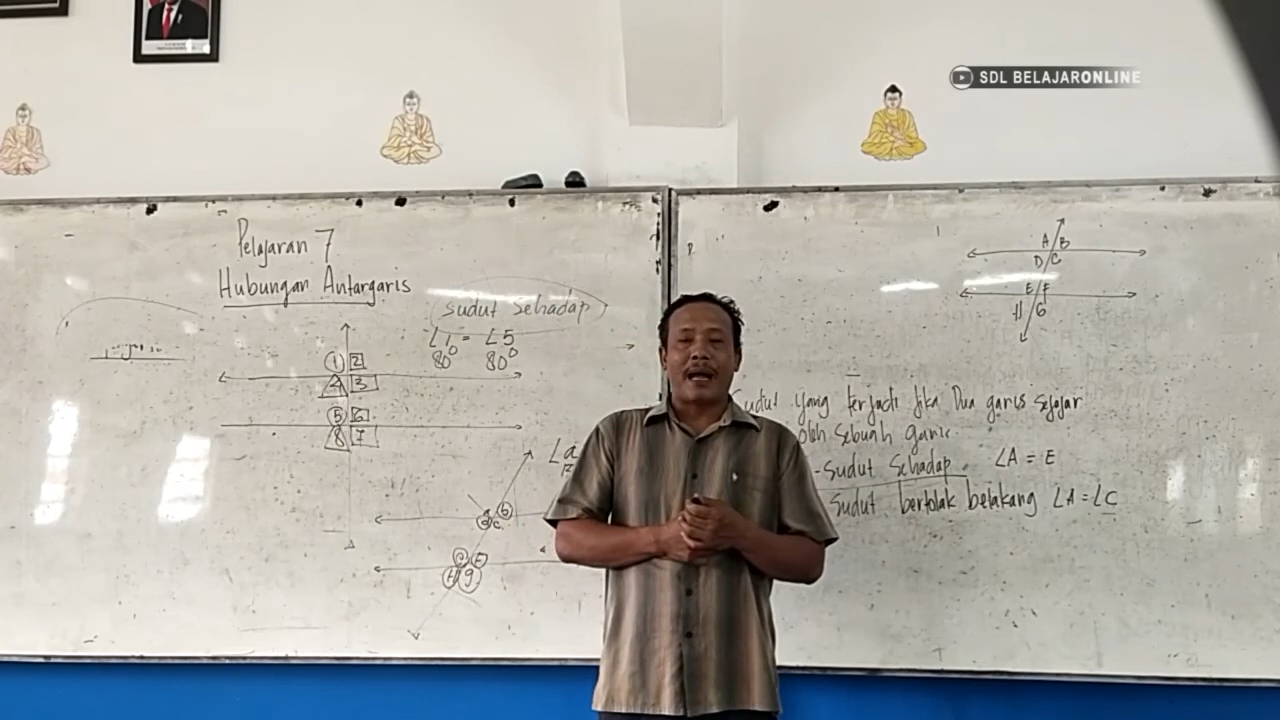 SDL BELAJARONLINE
Pelajaran 7
Hubungan Antargaris
sudut sehadap
∠1 = ∠5
80° 80°
1 2
4 3
5 6
8 7
∠a
b
d c
e f
h g
A B
D C
E F
H G
Sudut yang terjadi jika Dua garis sejajar
oleh sebuah garis.
-Sudut Sehadap. ∠A = E
Sudut bertolak belakang ∠A = ∠C